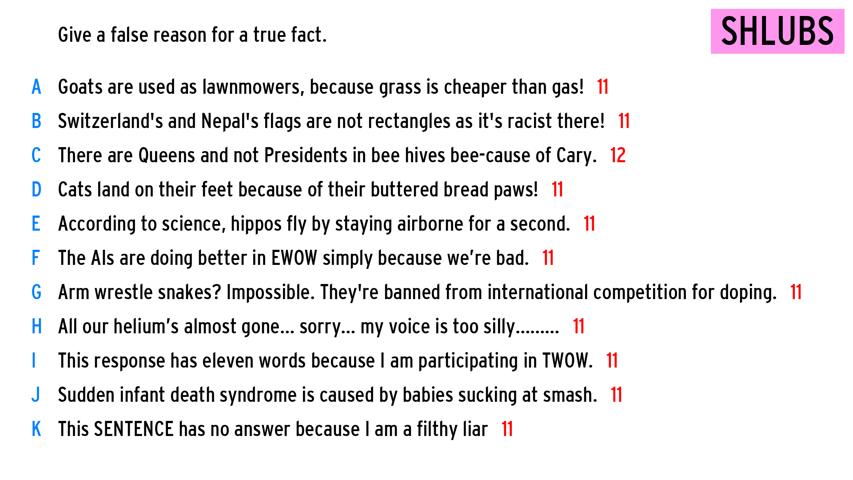 Give a false reason for a true fact.
SHLUBS
A Goats are used as lawnmowers, because grass is cheaper than gas! 11
B Switzerland's and Nepal's flags are not rectangles as it's racist there! 11
C There are Queens and not Presidents in bee hives bee-cause of Cary. 12
D Cats land on their feet because of their buttered bread paws! 11
E According to science, hippos fly by staying airborne for a second. 11
F The AIs are doing better in EWOW simply because we're bad. 11
G Arm wrestle snakes? Impossible. They're banned from international competition for doping. 11
H All our helium's almost gone... sorry... my voice is too silly......... 11
I This response has eleven words because I am participating in TWOW. 11
J Sudden infant death syndrome is caused by babies sucking at smash. 11
K This SENTENCE has no answer because I am a filthy liar 11